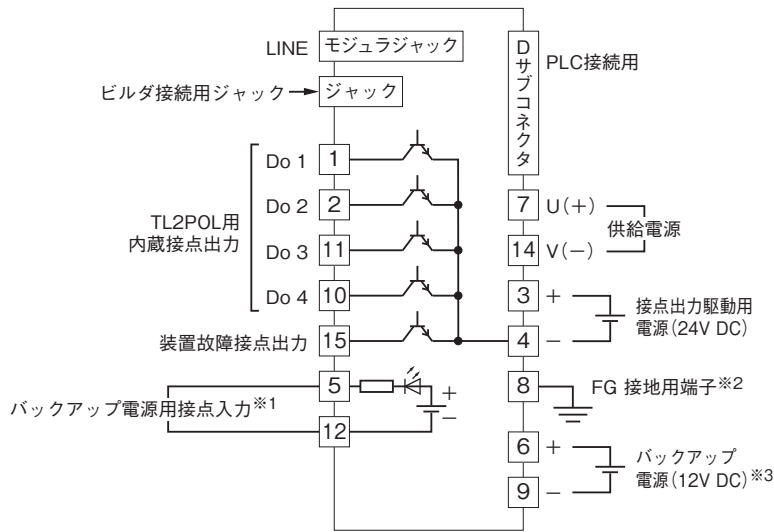 LINE
モジュラジャック
ビルダ接続用ジャック
ジャック
Dサブコネクタ
PLC接続用
TL2POL用
内蔵接点出力
Do 1
1
Do 2
2
Do 3
11
Do 4
10
装置故障接点出力
15
バックアップ電源用接点入力※1
5
+
−
12
7
U(+)
14
V(−)
供給電源
3
+
4
−
接点出力駆動用
電源(24V DC)
8
FG 接地用端子※2
6
+
9
−
バックアップ
電源(12V DC)※3